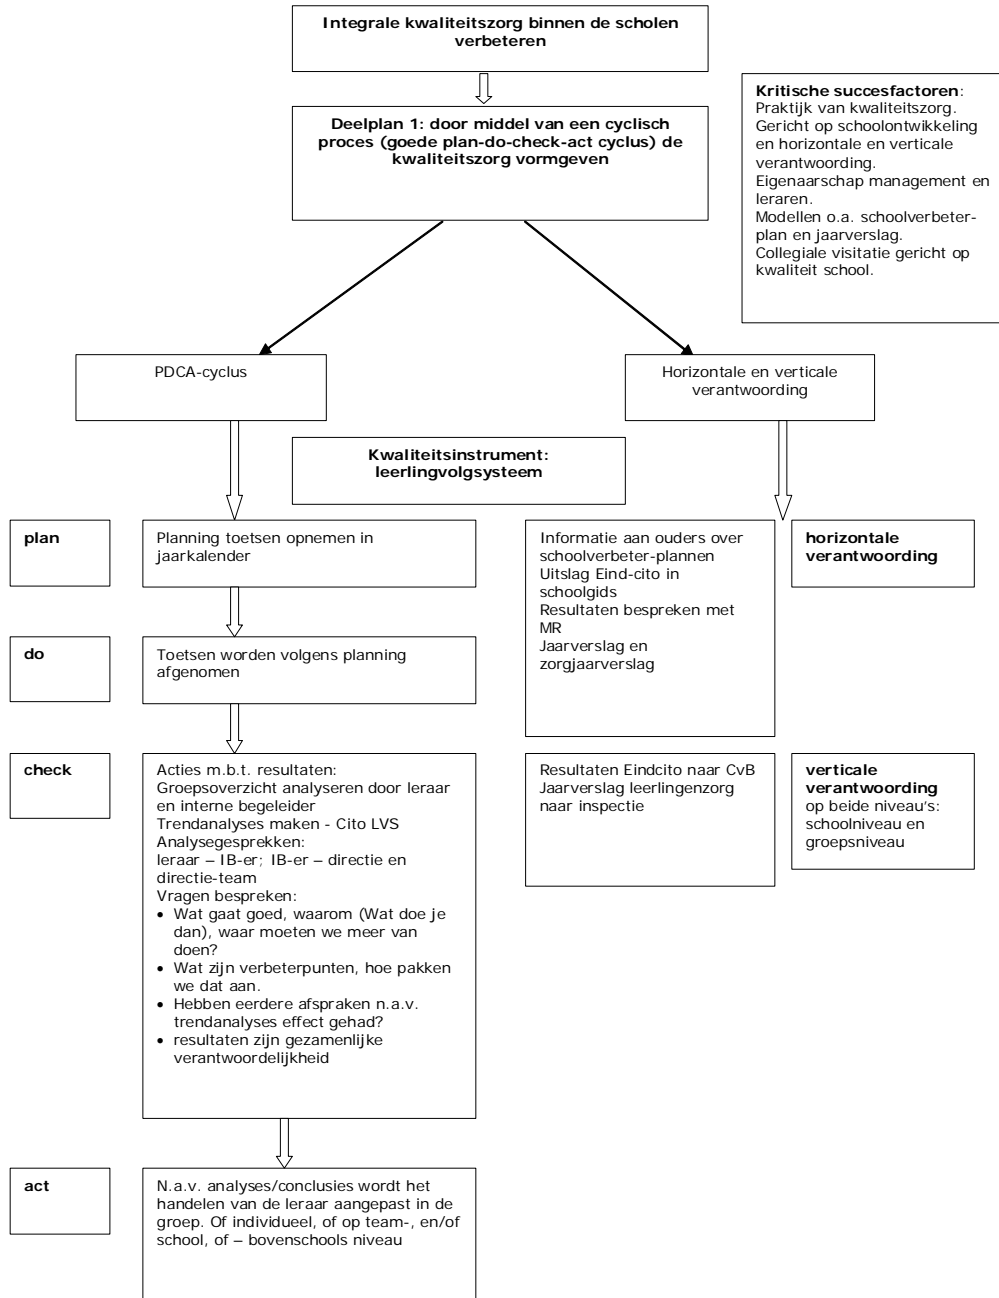 Integrale kwaliteitszorg binnen de scholen
verbeteren
Kritische succesfactoren:
Praktijk van kwaliteitszorg.
Gericht op schoolontwikkeling
en horizontale en verticale
verantwoording.
Eigenaarschap management en
leraren.
Modellen o.a. schoolverbeter-
plan en jaarverslag.
Collegiale visitatie gericht op
kwaliteit school.
Deelplan 1: door middel van een cyclisch
proces (goede plan-do-check-act cyclus) de
kwaliteitszorg vormgeven
PDCA-cyclus
Horizontale en verticale
verantwoording
Kwaliteitsinstrument:
leerlingvolgsysteem
plan
Planning toetsen opnemen in
jaarkalender
Informatie aan ouders over
schoolverbeter-plannen
Uitslag Eind-cito in
schoolgids
Resultaten bespreken met
MR
Jaarverslag en
zorgjaarverslag
horizontale
verantwoording
do
Toetsen worden volgens planning
afgenomen
check
Acties m.b.t. resultaten:
Groepsoverzicht analyseren door leraar
en interne begeleider
Trendanalyses maken - Cito LVS
Analysegesprekken:
leraar – IB-er; IB-er – directie en
directie-team
Vragen bespreken:
• Wat gaat goed, waarom (Wat doe je
dan), waar moeten we meer van
doen?
• Wat zijn verbeterpunten, hoe pakken
we dat aan.
• Hebben eerdere afspraken n.a.v.
trendanalyses effect gehad?
• resultaten zijn gezamenlijke
verantwoordelijkheid
Resultaten Eindcito naar CvB
Jaarverslag leerlingenzorg
naar inspectie
verticale
verantwoording
op beide niveau's:
schoolniveau en
groepsniveau
act
N.a.v. analyses/conclusies wordt het
handelen van de leraar aangepast in de
groep. Of individueel, of op team-, en/of
school, of – bovenschools niveau